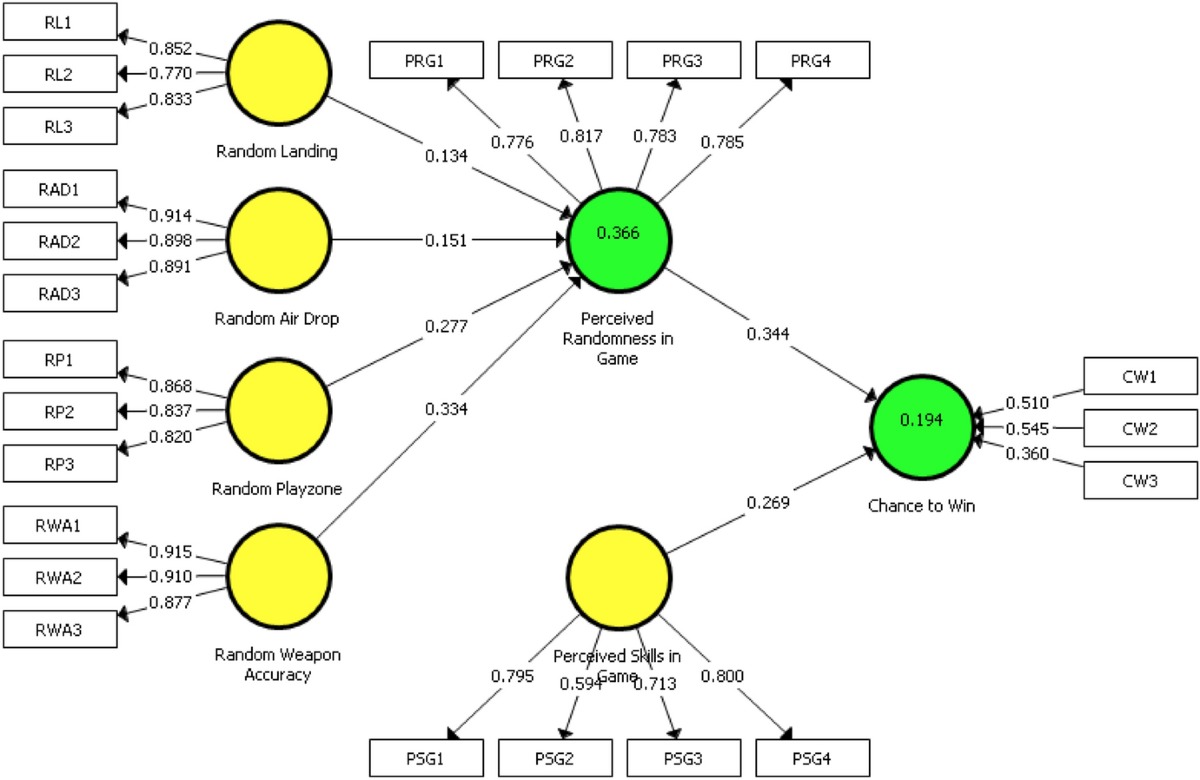 RL1
RL2
RL3
0.852
0.770
0.833
Random Landing
RAD1
RAD2
RAD3
0.914
0.898
0.891
Random Air Drop
RP1
RP2
RP3
0.868
0.837
0.820
Random Playzone
RWA1
RWA2
RWA3
0.915
0.910
0.877
Random Weapon
Accuracy
0.134
0.151
0.277
0.334
PRG1
PRG2
PRG3
PRG4
0.776
0.817
0.783
0.785
0.366
Perceived
Randomness in
Game
0.344
0.269
0.194
Chance to Win
0.510
0.545
0.360
CW1
CW2
CW3
Perceived Skills in
Game
0.795
0.594
0.713
0.800
PSG1
PSG2
PSG3
PSG4